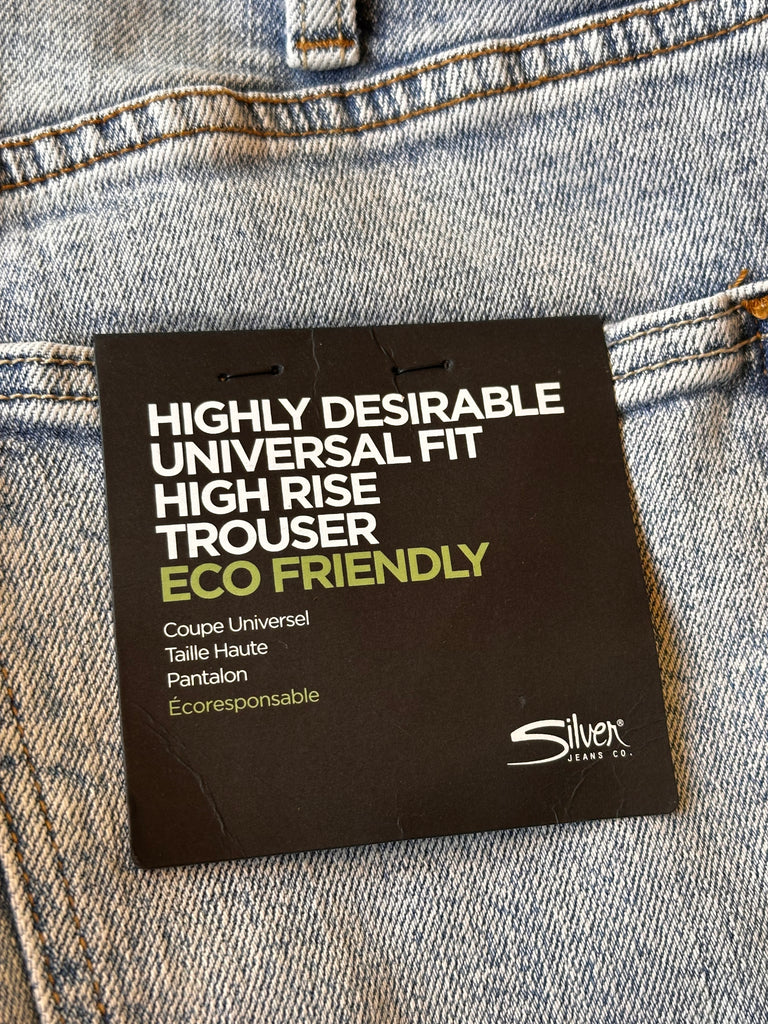 HIGHLY DESIRABLE
UNIVERSAL FIT
HIGH RISE
TROUSER
ECO FRIENDLY
Coupe Universel
Taille Haute
Pantalon
Écoresponsable
Silver®
JEANS CO.